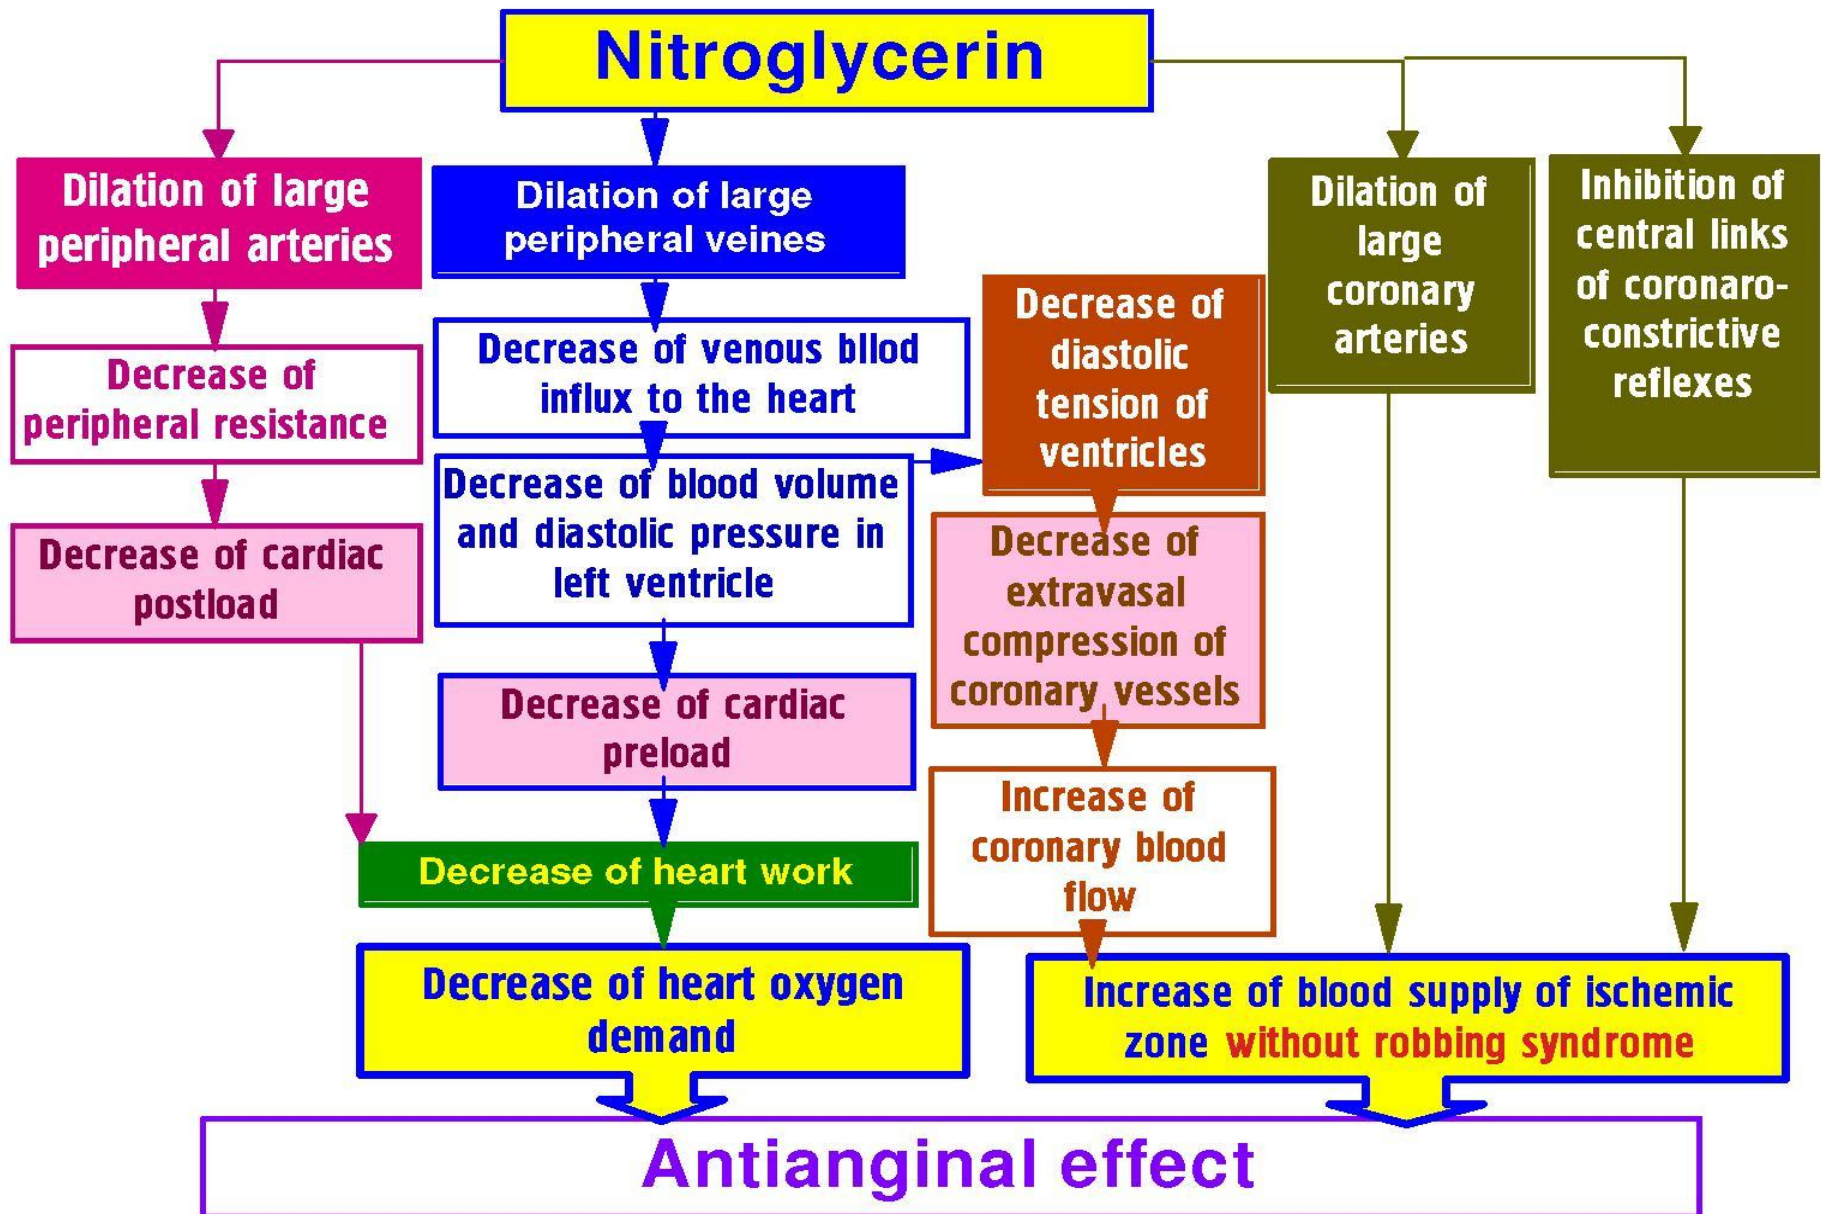 Nitroglycerin
Dilation of large
peripheral arteries
Decrease of
peripheral resistance
Decrease of cardiac
postload
Dilation of large
peripheral veines
Decrease of venous bllod
influx to the heart
Decrease of blood volume
and diastolic pressure in
left ventricle
Decrease of cardiac
preload
Decrease of heart work
Decrease of heart oxygen
demand
Decrease of
diastolic
tension of
ventricles
Decrease of
extravasal
compression of
coronary vessels
Increase of
coronary blood
flow
Dilation of
large
coronary
arteries
Inhibition of
central links
of coronaro-
constrictive
reflexes
Increase of blood supply of ischemic
zone without robbing syndrome
Antianginal effect